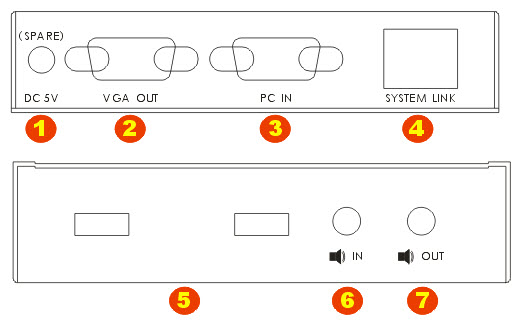 (SPARE)
DC 5V VGA OUT PC IN SYSTEM LINK
1 2 3 4
IN OUT
5 6 7